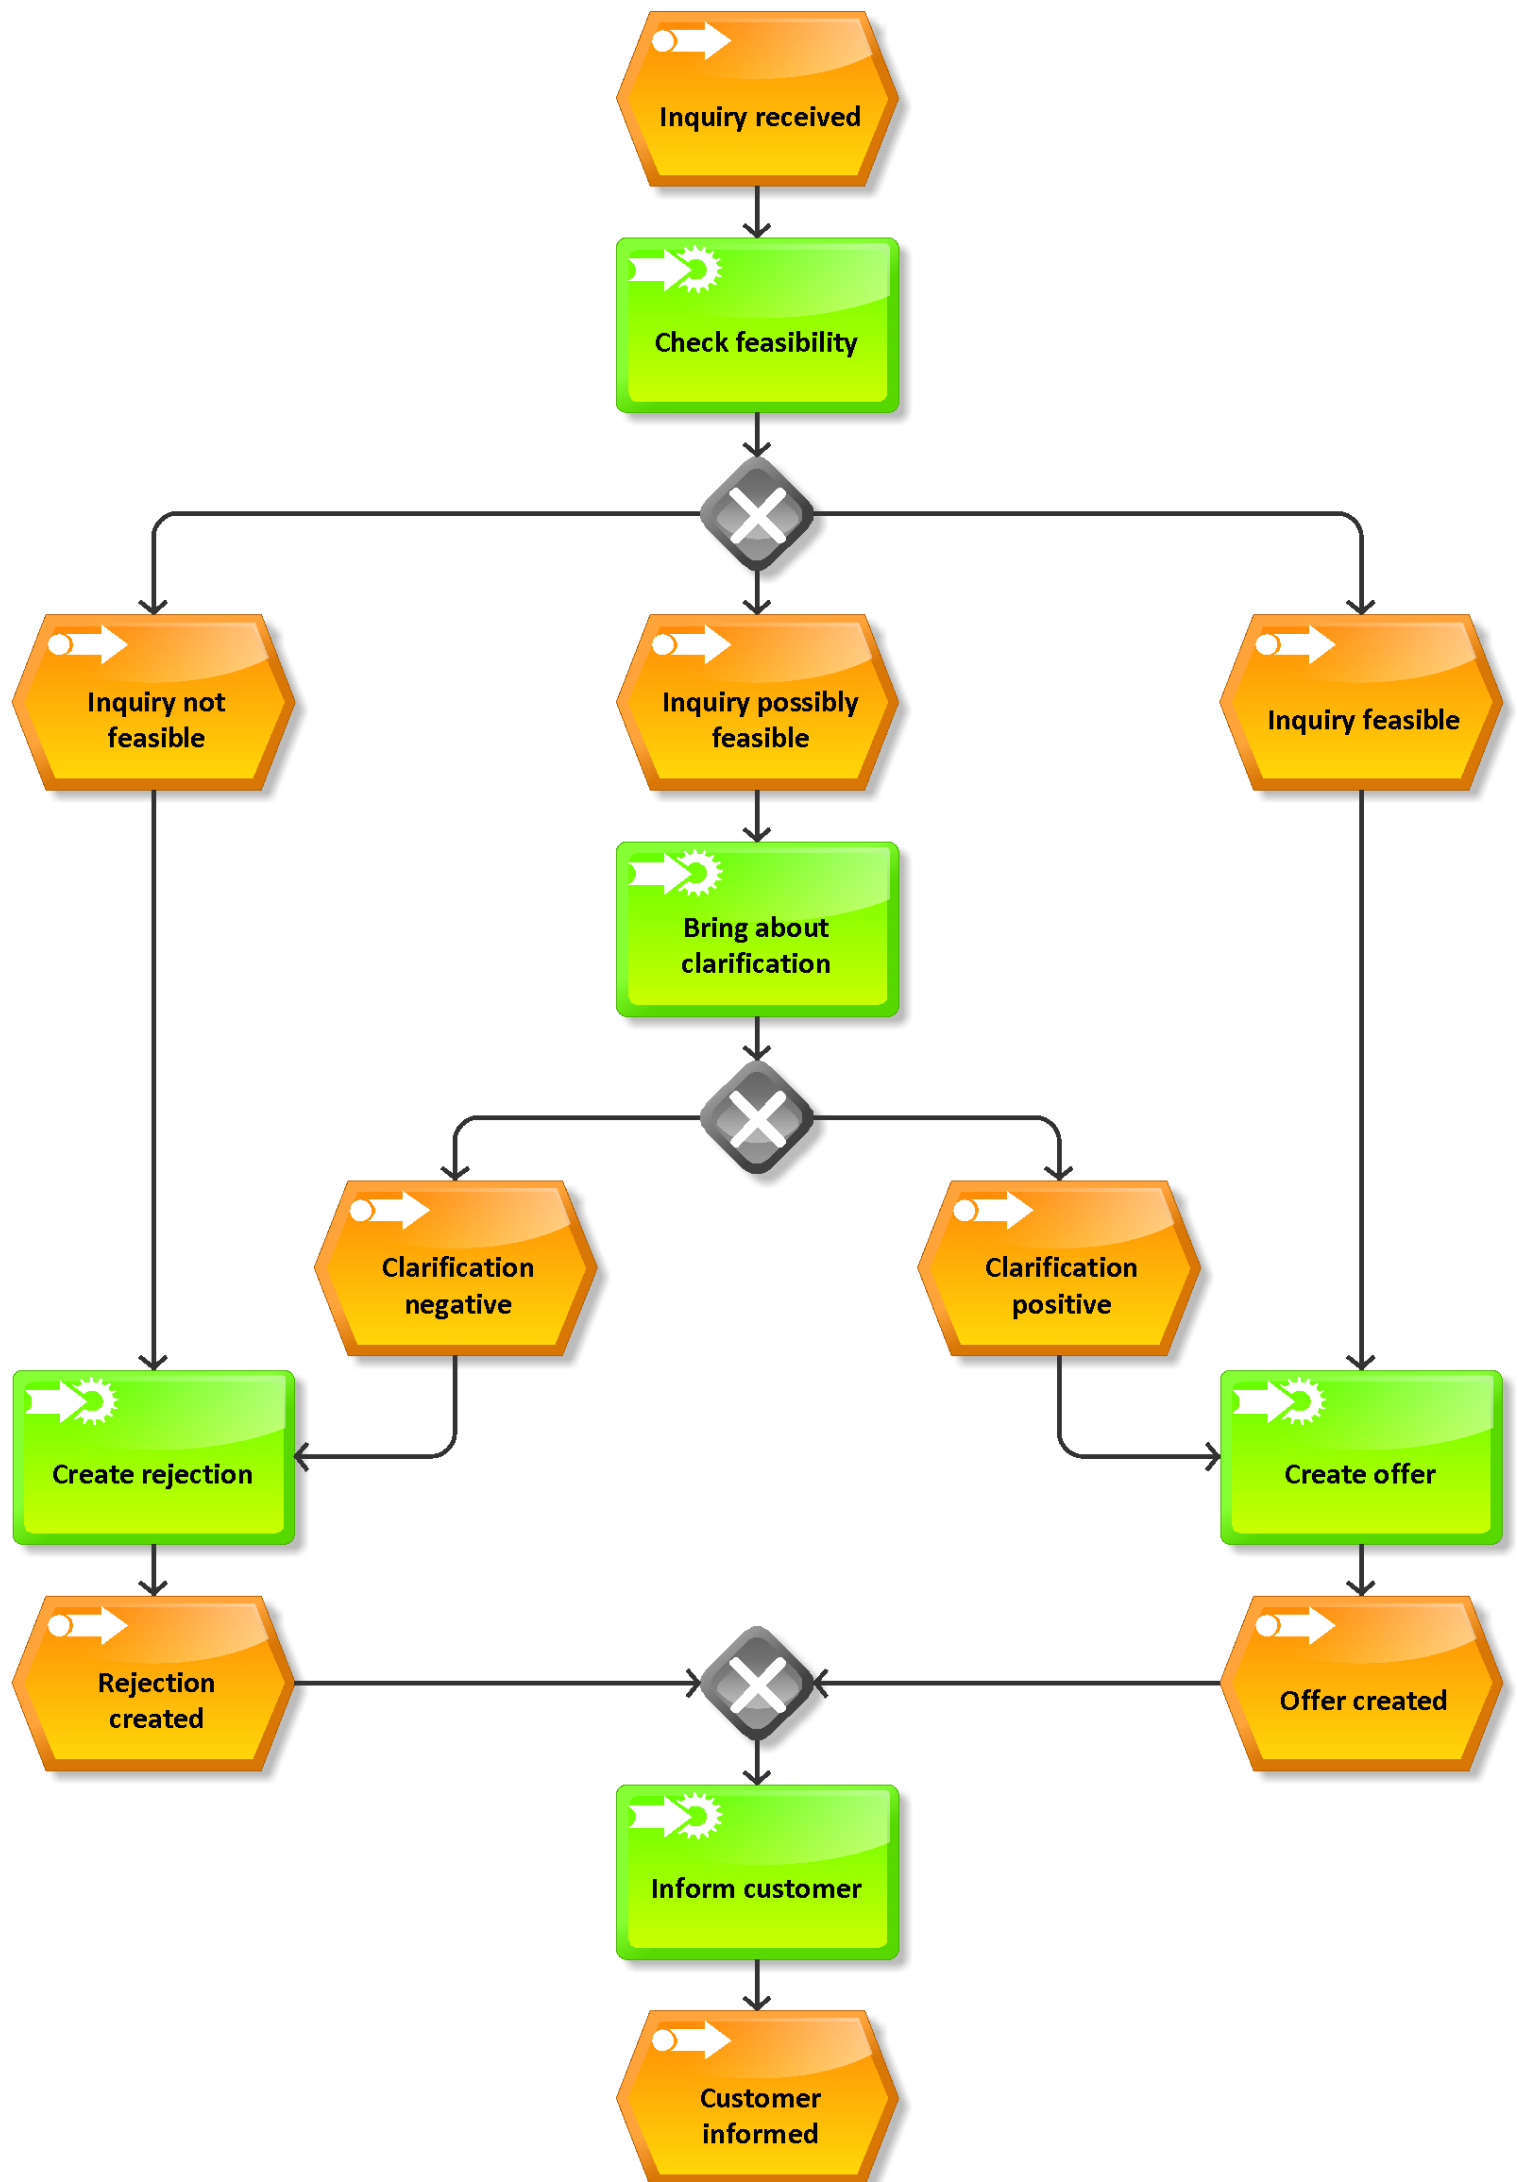 Inquiry received
Check feasibility
Inquiry not
feasible
Inquiry possibly
feasible
Inquiry feasible
Bring about
clarification
Clarification
negative
Clarification
positive
Create rejection
Create offer
Rejection
created
Offer created
Inform customer
Customer
informed